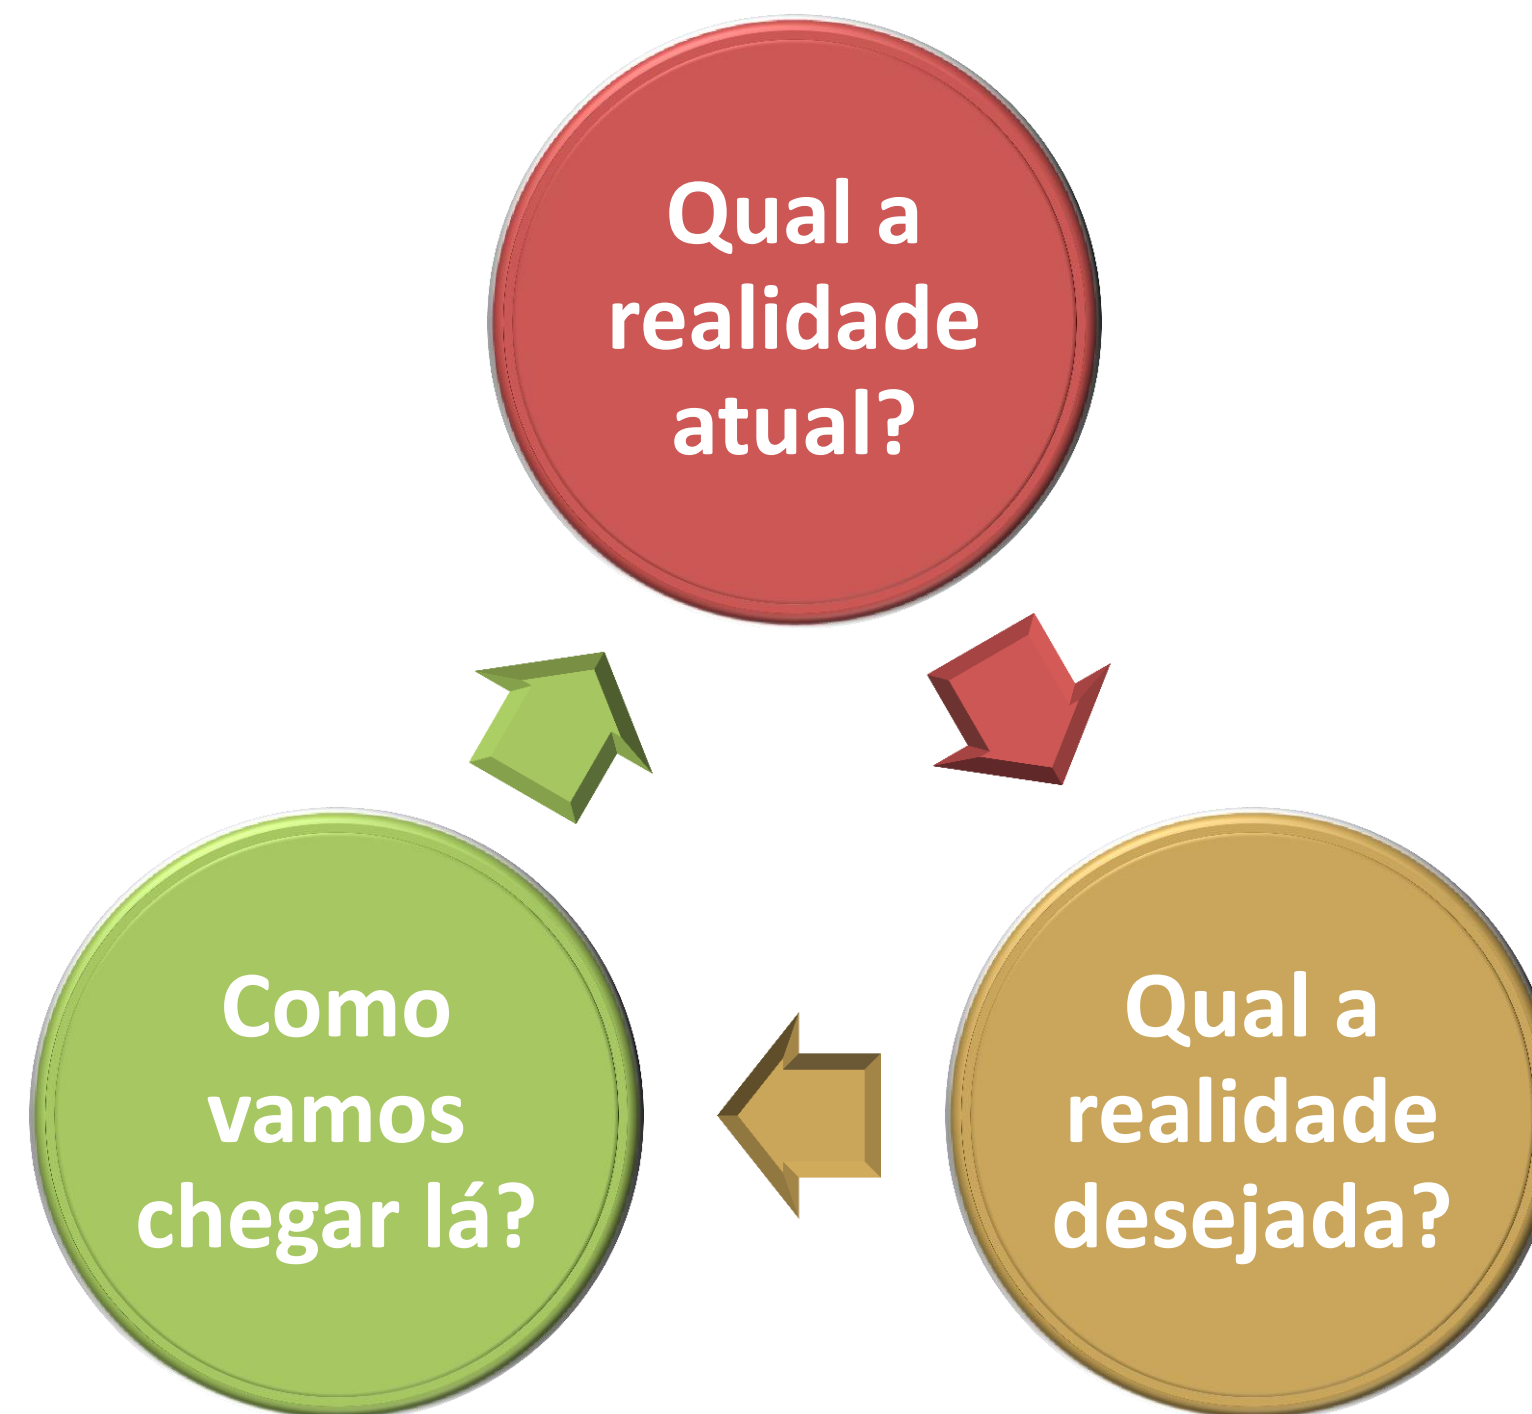 Qual a
realidade
atual?
Qual a
realidade
desejada?
Como
vamos
chegar lá?